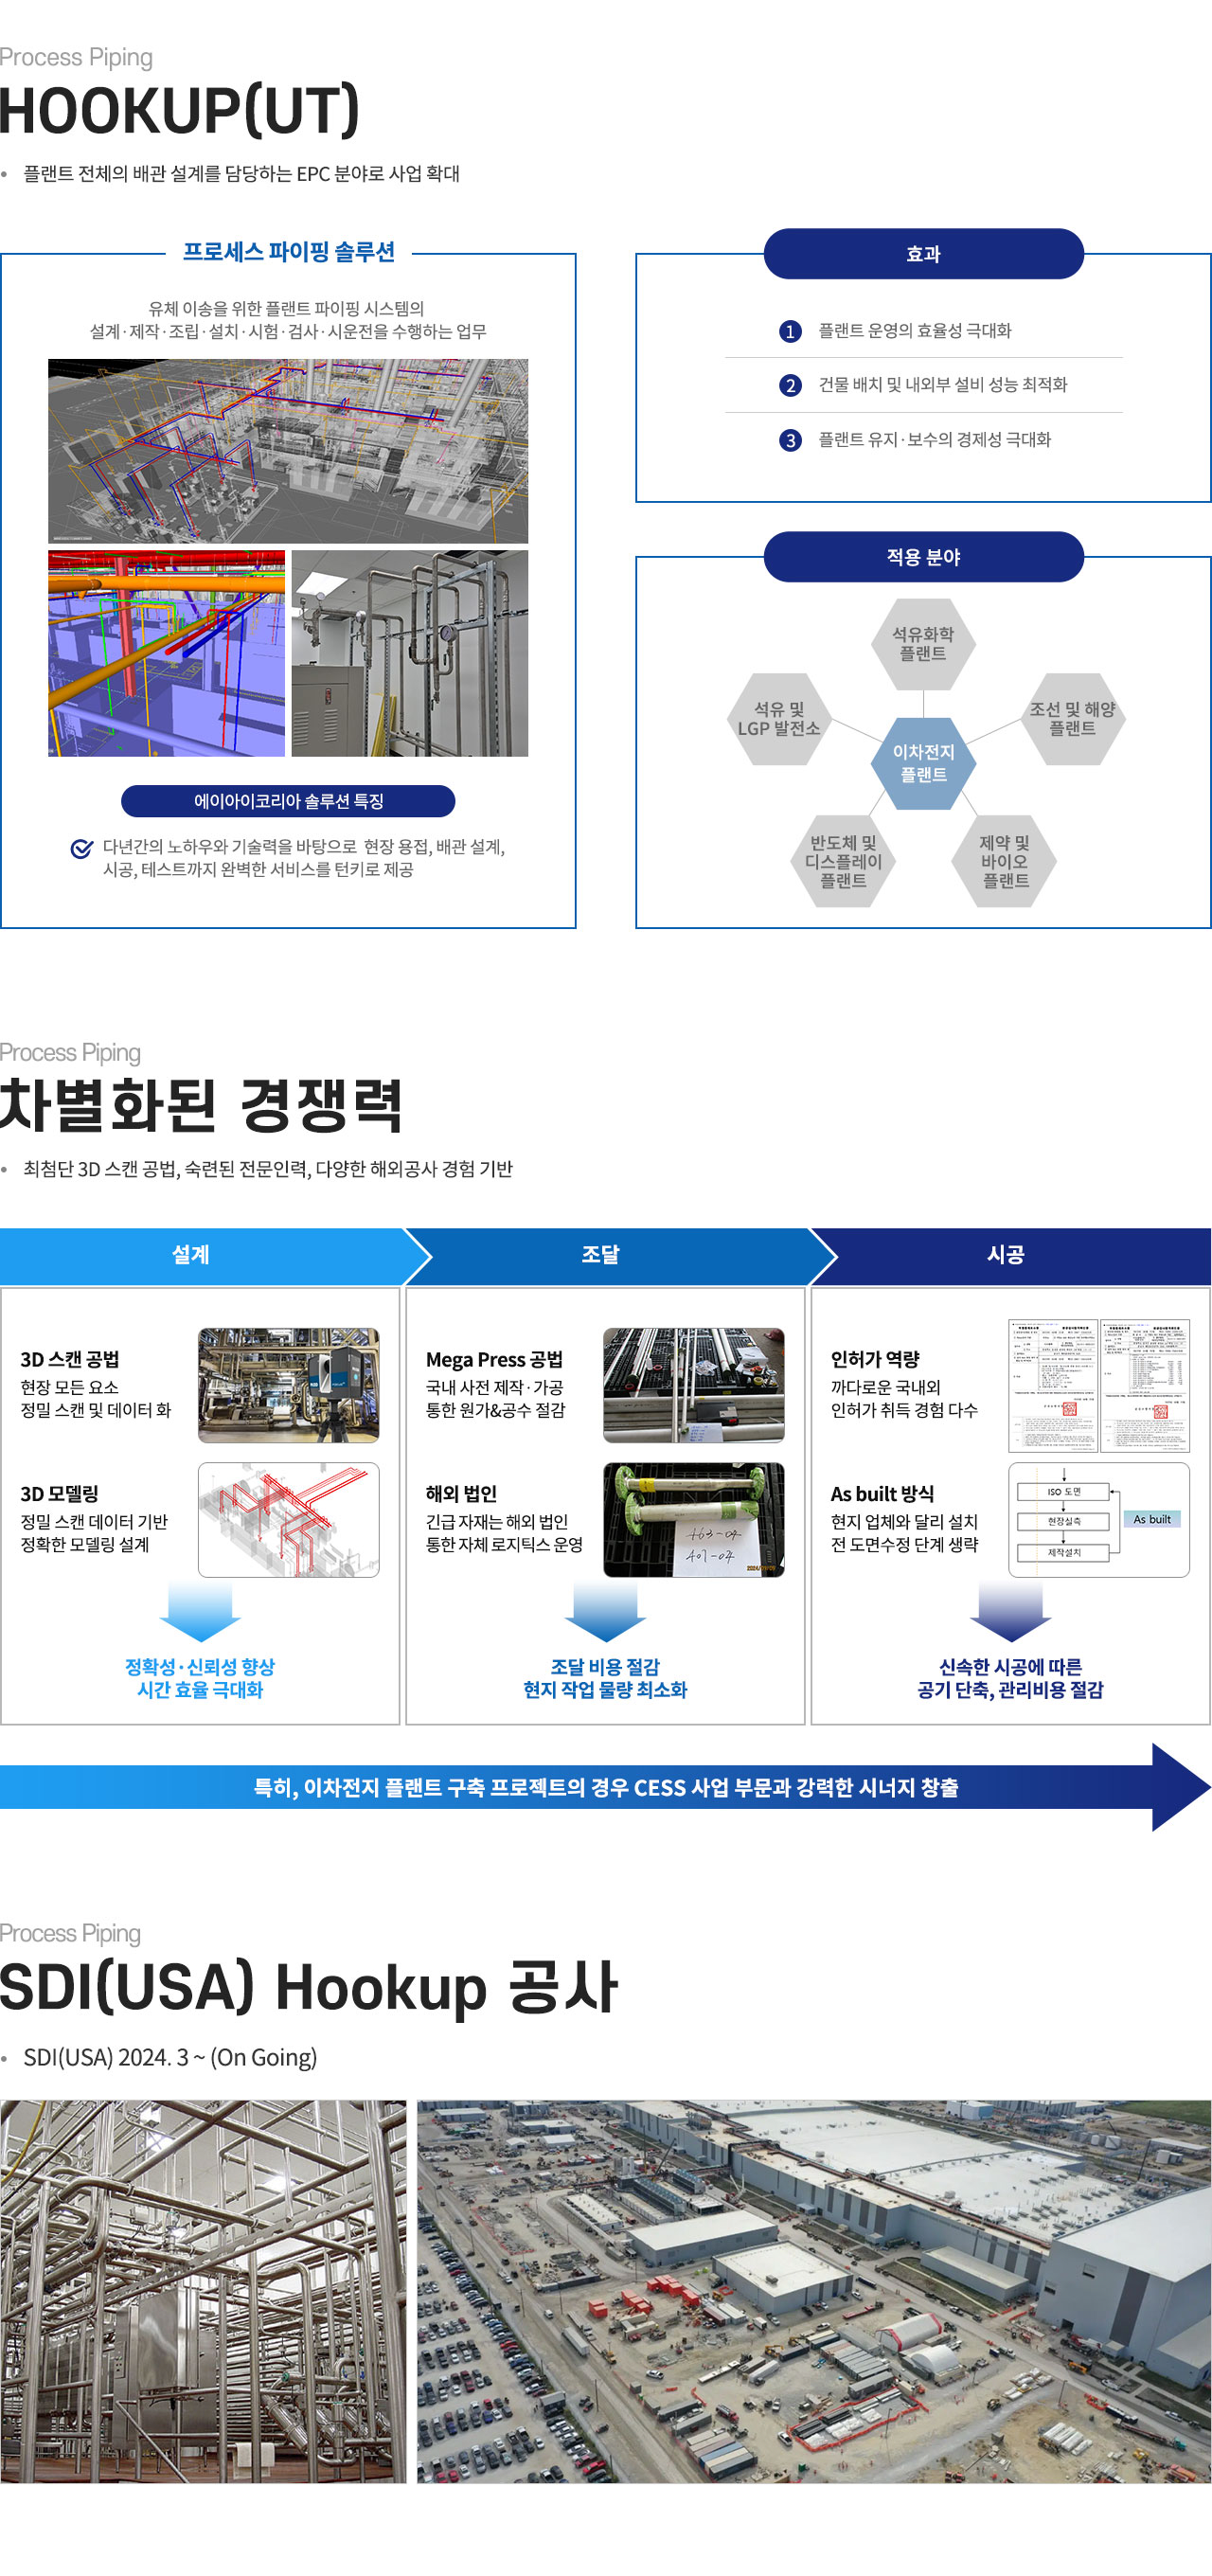 Process Piping
HOOKUP(UT)
• 플랜트 전체의 배관 설계를 담당하는 EPC 분야로 사업 확대
프로세스 파이핑 솔루션
유체 이송을 위한 플랜트 파이핑 시스템의
설계·제작·조립·설치·시험·검사·시운전을 수행하는 업무
에이아이코리아 솔루션 특징
다년간의 노하우와 기술력을 바탕으로 현장 용접, 배관 설계,
시공, 테스트까지 완벽한 서비스를 턴키로 제공
효과
1 플랜트 운영의 효율성 극대화
2 건물 배치 및 내외부 설비 성능 최적화
3 플랜트 유지·보수의 경제성 극대화
적용 분야
석유화학
플랜트
석유 및
LGP 발전소
조선 및 해양
플랜트
이차전지
플랜트
반도체 및
디스플레이
플랜트
제약 및
바이오
플랜트
Process Piping
차별화된 경쟁력
• 최첨단 3D 스캔 공법, 숙련된 전문인력, 다양한 해외공사 경험 기반
설계
조달
시공
3D 스캔 공법
현장 모든 요소
정밀 스캔 및 데이터 화
3D 모델링
정밀 스캔 데이터 기반
정확한 모델링 설계
정확성·신뢰성 향상
시간 효율 극대화
Mega Press 공법
국내 사전 제작·가공
통한 원가&공수 절감
해외 법인
긴급 자재는 해외 법인
통한 자체 로지틱스 운영
H63-04
A07-04
조달 비용 절감
현지 작업 물량 최소화
인허가 역량
까다로운 국내외
인허가 취득 경험 다수
As built 방식
현지 업체와 달리 설치
전 도면수정 단계 생략
ISO 도면
현장실측
제작설치
As built
신속한 시공에 따른
공기 단축, 관리비용 절감
특히, 이차전지 플랜트 구축 프로젝트의 경우 CESS 사업 부문과 강력한 시너지 창출
Process Piping
SDI(USA) Hookup 공사
• SDI(USA) 2024. 3 ~ (On Going)